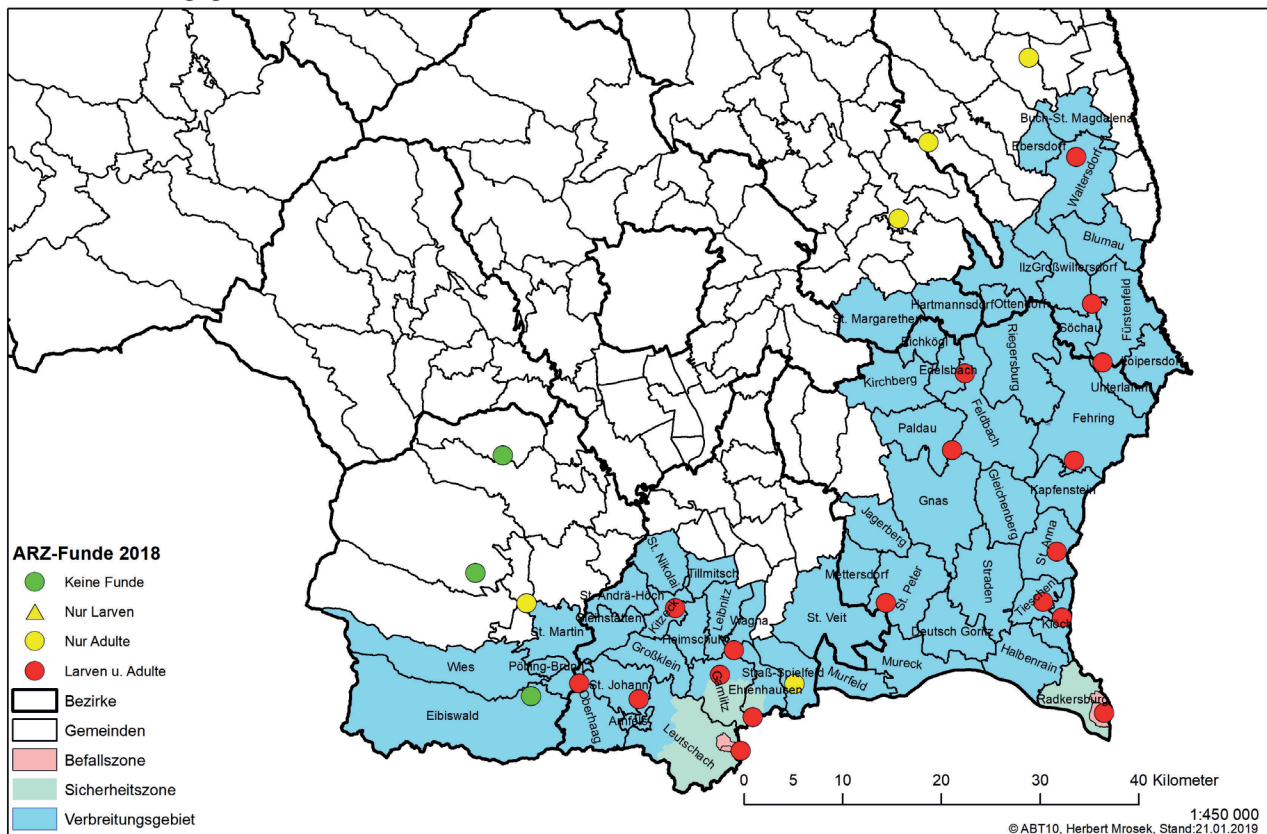 Buch-St. Magdalena
Ebersdorf
Waltersdorf
Blumau
Ilz
Großwilfersdorf
Hartmannsdorf
Ottendorf
Fürstenfeld
St. Margarethen
Söchau
Eichkögl
Riegersburg
Loipersdorf
Edelsbach
Kirchberg
Unterlamm
Feldbach
Fehring
Paldau
Gleichenberg
Kapfenstein
Gnas
Jagerberg
St. Anna
St. Nikolai
Tillmitsch
Mettersdorf
St. Peter
Straden
Tieschen
St. Andrä-Höch
Gleinstätten
Kitzeck
Leibnitz
Wagna
St. Veit
Klöch
St. Martin
Heimschuh
Deutsch Goritz
Halbenrain
Wies
Pölfing-Brunn
Großklein
Straß-Spielfeld
Murfeld
Mureck
St. Johann
Gamlitz
Ehrenhausen
Radkersburg
Eibiswald
Oberhaag
Arnfels
Leutschach
ARZ-Funde 2018
Keine Funde
Nur Larven
Nur Adulte
Larven u. Adulte
Bezirke
Gemeinden
Befallszone
Sicherheitszone
Verbreitungsgebiet
0 5 10 20 30 40 Kilometer
1:450 000
© ABT10, Herbert Mrosek, Stand:21.01.2019